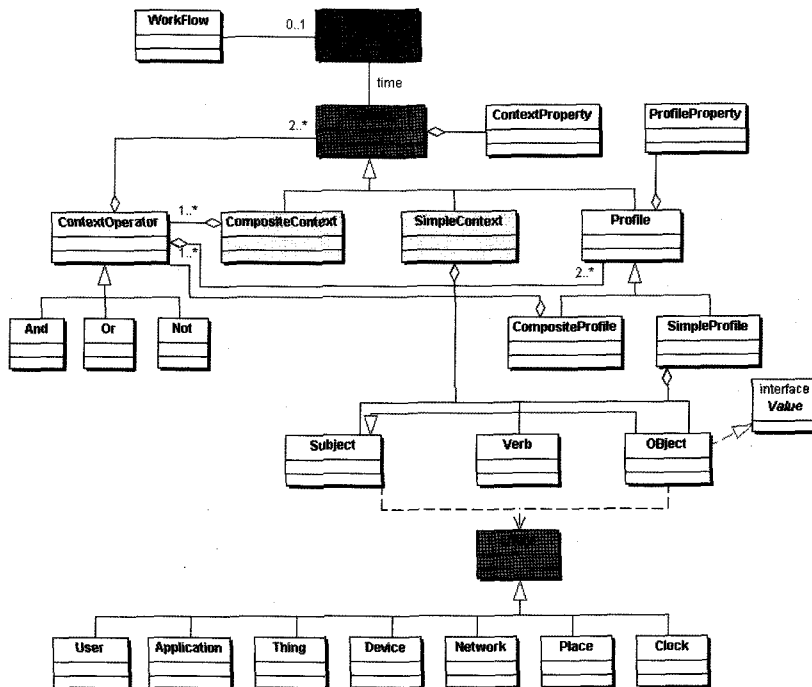 WorkFlow
0..1
time
2..*
ContextProperty
ProfileProperty
1..*
ContextOperator
CompositeContext
SimpleContext
Profile
1..*
2..*
And
Or
Not
CompositeProfile
SimpleProfile
interface
Value
Subject
Verb
OBject
User
Application
Thing
Device
Network
Place
Clock